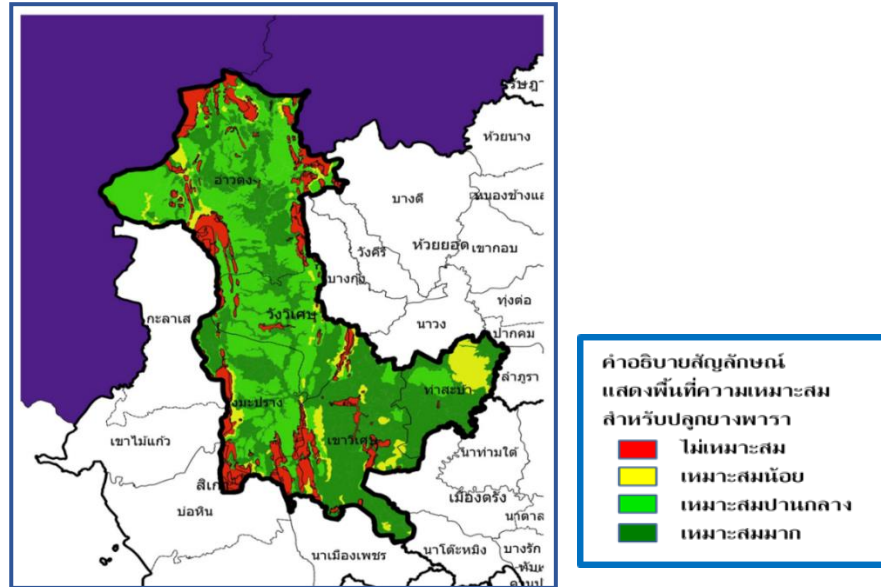 ห้วยนาง
อ่าวตง
บางดี
หนองช้างแล
ห้วยยอด
เขากอบ
วังคีรี
บางกุ้ง
ทุ่งต่อ
กะลาเส
วังวิเศษ
นาวง
ปากคม
ลำภูรา
ท่าสะบ้า
งมะปราง
เขาวิเศษ
เขาไม้แก้ว
นาท่ามใต้
สิเก
เมืองตรัง
บ่อหิน
นาตาล
นาเมืองเพชร
นาโต๊ะหมิง
บางรัก
คำอธิบายสัญลักษณ์
แสดงพื้นที่ความเหมาะสม
สำหรับปลูกยางพารา
ไม่เหมาะสม
เหมาะสมน้อย
เหมาะสมปานกลาง
เหมาะสมมาก